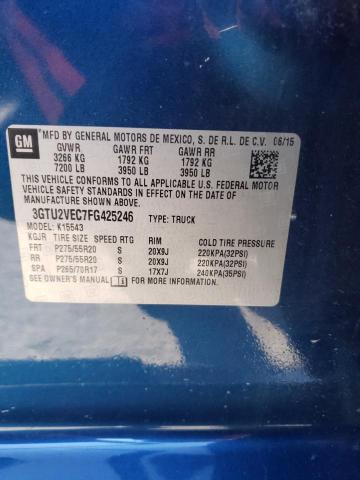 GM
MFD BY GENERAL MOTORS DE MEXICO, S. DE R.L. DE C.V. 06/15
GVWR GAWR FRT GAWR RR
3266 KG 1792 KG 1792 KG
7200 LB 3950 LB 3950 LB
THIS VEHICLE CONFORMS TO ALL APPLICABLE U.S. FEDERAL MOTOR
VEHICLE SAFETY STANDARDS IN EFFECT ON THE DATE OF
MANUFACTURE SHOWN ABOVE.
3GTU2VEC7FG425246 TYPE: TRUCK
MODEL: K15543
KGJR TIRE SIZE SPEED RTG RIM COLD TIRE PRESSURE
FRT P275/55R20 S 20X9J 220KPA(32PSI)
RR P275/55R20 S 20X9J 220KPA(32PSI)
SPA P265/70R17 S 17X7J 240KPA(35PSI)
SEE OWNER'S MANUAL FOR MORE INFORMATION.